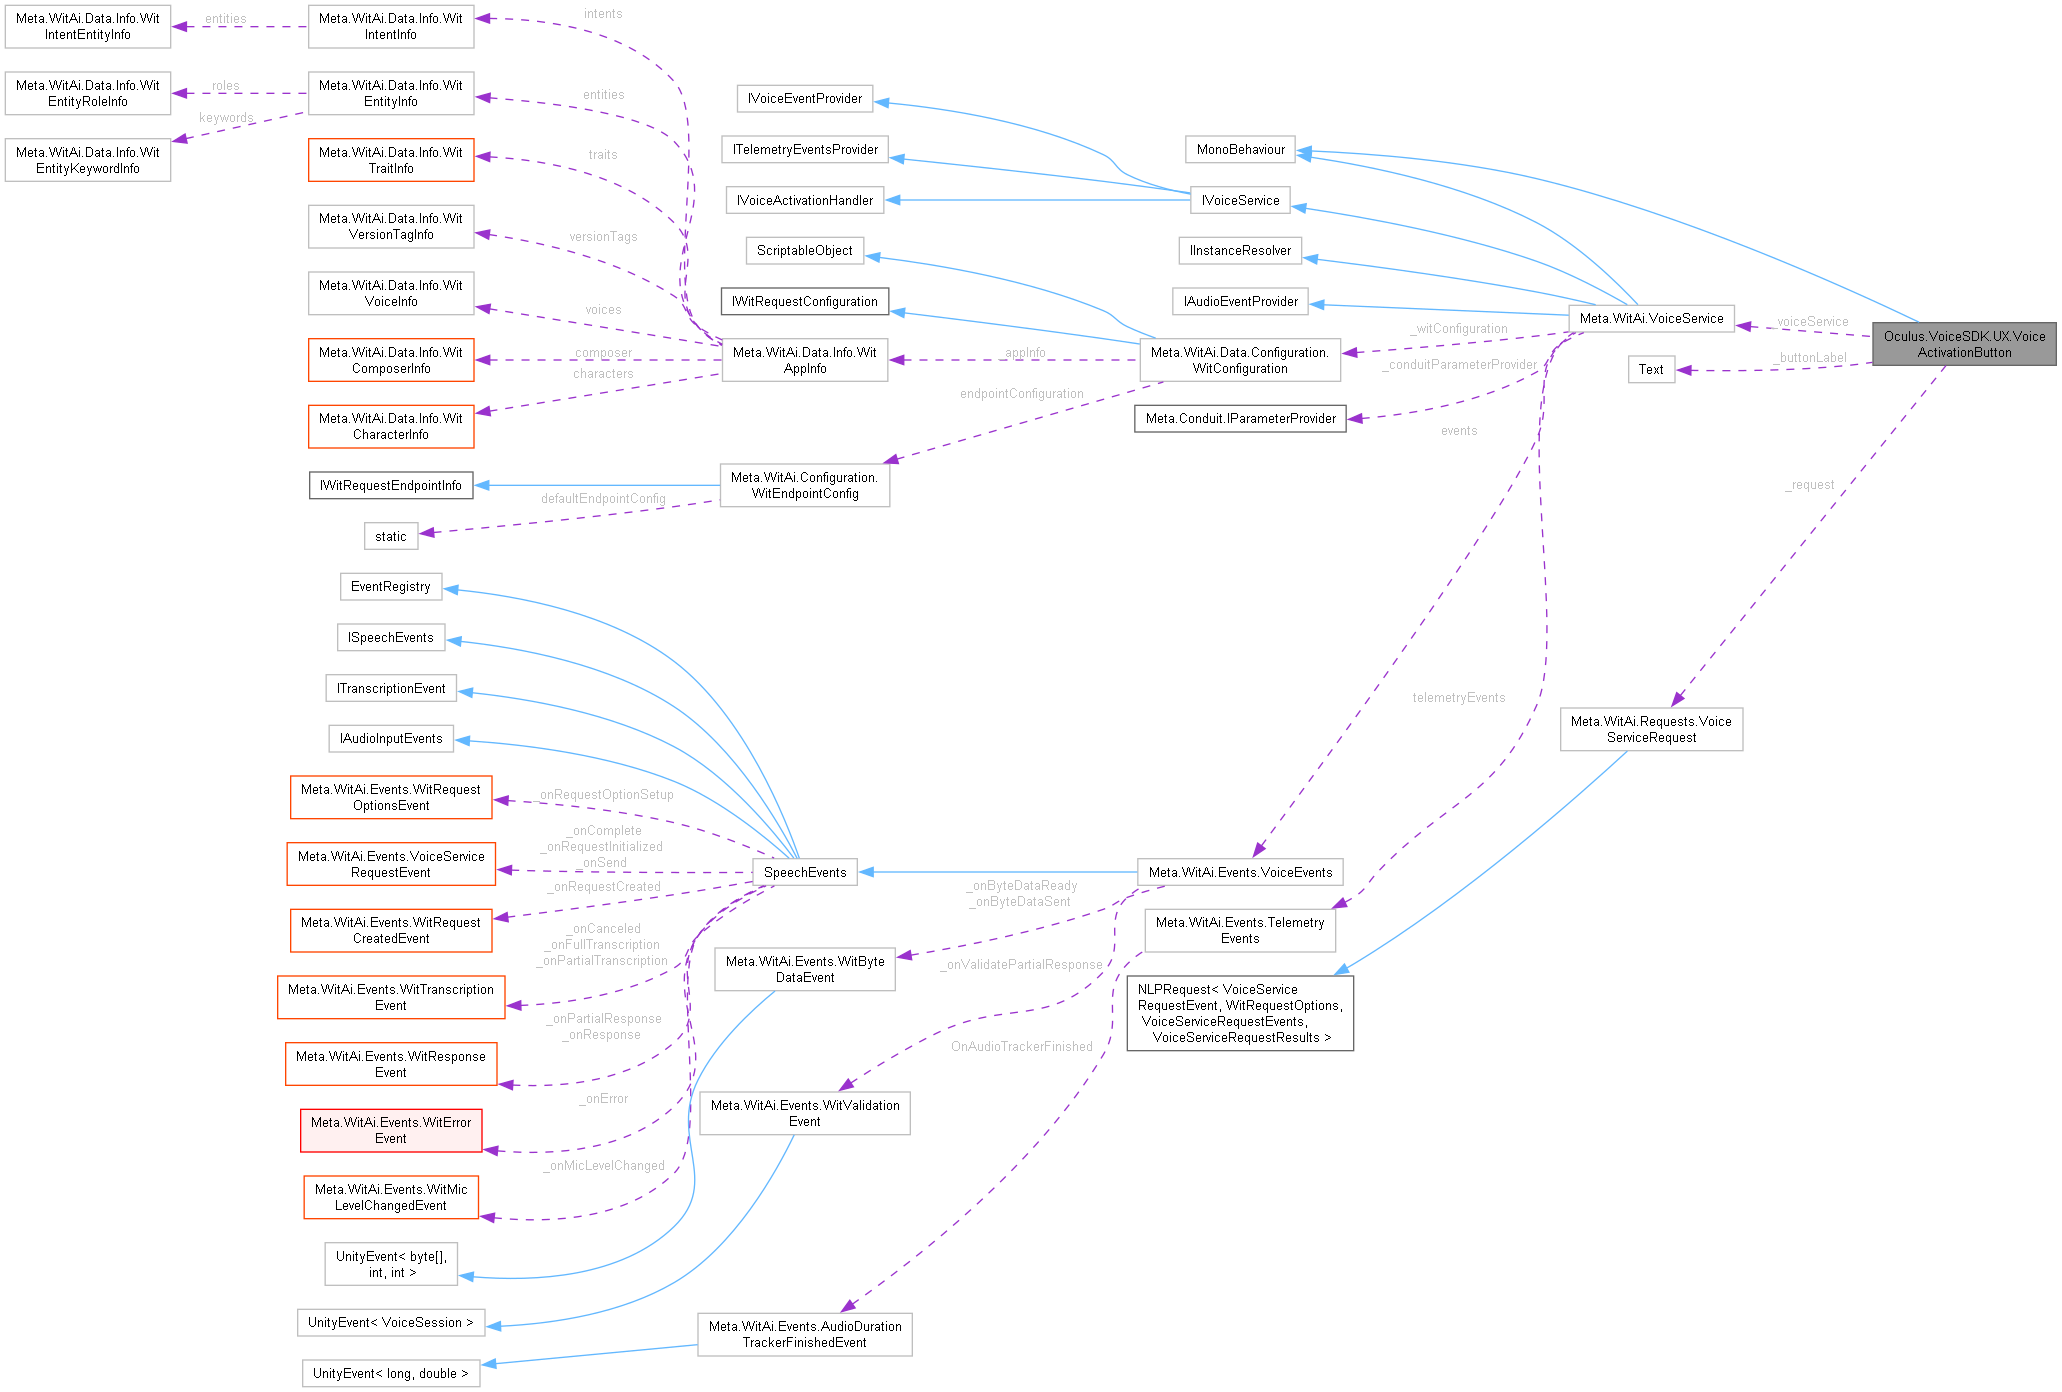 Meta.WitAi.Data.Info.Wit
IntentEntityInfo
entities
Meta.WitAi.Data.Info.Wit
IntentInfo
intents
Meta.WitAi.Data.Info.Wit
EntityRoleInfo
roles
Meta.WitAi.Data.Info.Wit
EntityInfo
entities
keywords
Meta.WitAi.Data.Info.Wit
EntityKeywordInfo
Meta.WitAi.Data.Info.Wit
TraitInfo
traits
Meta.WitAi.Data.Info.Wit
VersionTagInfo
versionTags
Meta.WitAi.Data.Info.Wit
VoiceInfo
voices
Meta.WitAi.Data.Info.Wit
ComposerInfo
composer
Meta.WitAi.Data.Info.Wit
CharacterInfo
characters
IWitRequestEndpointInfo
defaultEndpointConfig
static
IVoiceEventProvider
ITelemetryEventsProvider
IVoiceActivationHandler
ScriptableObject
IWitRequestConfiguration
Meta.WitAi.Data.Info.Wit
AppInfo
appInfo
endpointConfiguration
Meta.WitAi.Configuration.
WitEndpointConfig
MonoBehaviour
IVoiceService
IInstanceResolver
IAudioEventProvider
Meta.WitAi.Data.Configuration.
WitConfiguration
_witConfiguration
_conduitParameterProvider
Meta.Conduit.IParameterProvider
events
Meta.WitAi.VoiceService
_voiceService
Text
_buttonLabel
Oculus.VoiceSDK.UX.Voice
ActivationButton
_request
telemetryEvents
Meta.WitAi.Requests.Voice
ServiceRequest
EventRegistry
ISpeechEvents
ITranscriptionEvent
IAudioInputEvents
Meta.WitAi.Events.WitRequest
OptionsEvent
_onRequestOptionSetup
Meta.WitAi.Events.VoiceService
RequestEvent
_onComplete
_onRequestInitialized
_onSend
Meta.WitAi.Events.WitRequest
CreatedEvent
_onRequestCreated
Meta.WitAi.Events.WitTranscription
Event
_onCanceled
_onFullTranscription
_onPartialTranscription
Meta.WitAi.Events.WitResponse
Event
_onPartialResponse
_onResponse
Meta.WitAi.Events.WitError
Event
_onError
Meta.WitAi.Events.WitMic
LevelChangedEvent
_onMicLevelChanged
UnityEvent< byte[],
int, int >
UnityEvent< VoiceSession >
UnityEvent< long, double >
SpeechEvents
Meta.WitAi.Events.VoiceEvents
_onByteDataReady
_onByteDataSent
Meta.WitAi.Events.WitByte
DataEvent
_onValidatePartialResponse
Meta.WitAi.Events.Telemetry
Events
NLPRequest< VoiceService
RequestEvent, WitRequestOptions,
VoiceServiceRequestEvents,
VoiceServiceRequestResults >
OnAudioTrackerFinished
Meta.WitAi.Events.WitValidation
Event
Meta.WitAi.Events.AudioDuration
TrackerFinishedEvent